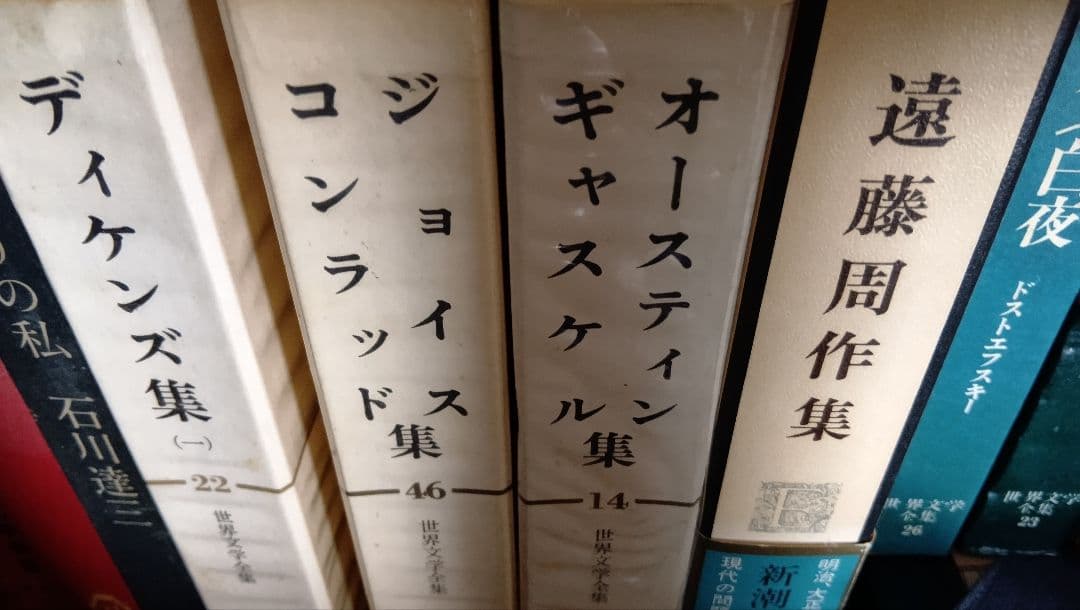 の私 石川達三
ディケンズ集
(一)
22
世界文学全集
ジョイス
コンラッド
集
46
世界文学全集
オースティン
ギャスケル
集
14
世界文学全集
遠藤周作集
E
明治、大正
新潮
現代の問
白夜
ドストエフスキー
世界文学
全集
26
世界文学
全集
23